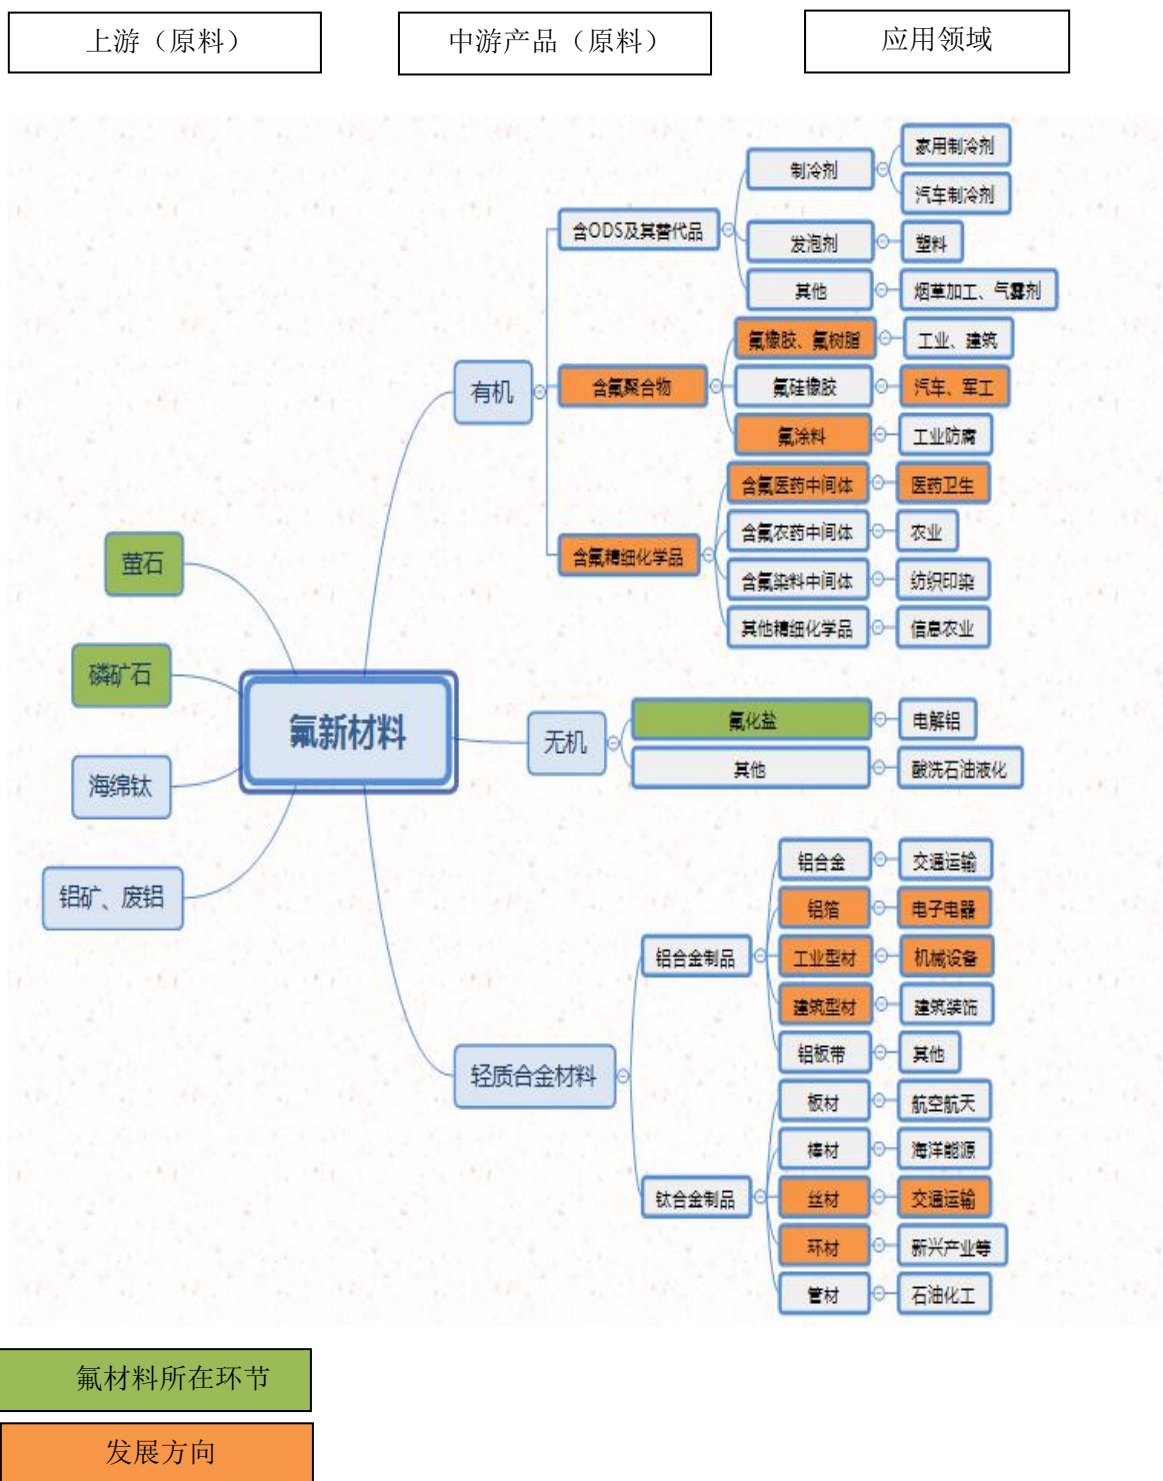 上游（原料）
中游产品（原料）
应用领域
家用制冷剂
制冷剂
汽车制冷剂
含ODS及其替代品
发泡剂
塑料
其他
烟草加工、气雾剂
氟橡胶、氟树脂
工业、建筑
有机
含氟聚合物
氟硅橡胶
汽车、军工
氟涂料
工业防腐
含氟医药中间体
医药卫生
含氟农药中间体
农业
含氟精细化学品
含氟染料中间体
纺织印染
其他精细化学品
信息农业
萤石
磷矿石
海绵钛
铝矿、废铝
氟新材料
无机
氟化盐
电解铝
其他
酸洗石油液化
铝合金
交通运输
铝箔
电子电器
铝合金制品
工业型材
机械设备
建筑型材
建筑装饰
铝板带
其他
轻质合金材料
板材
航空航天
棒材
海洋能源
钛合金制品
丝材
交通运输
环材
新兴产业等
管材
石油化工
氟材料所在环节
发展方向